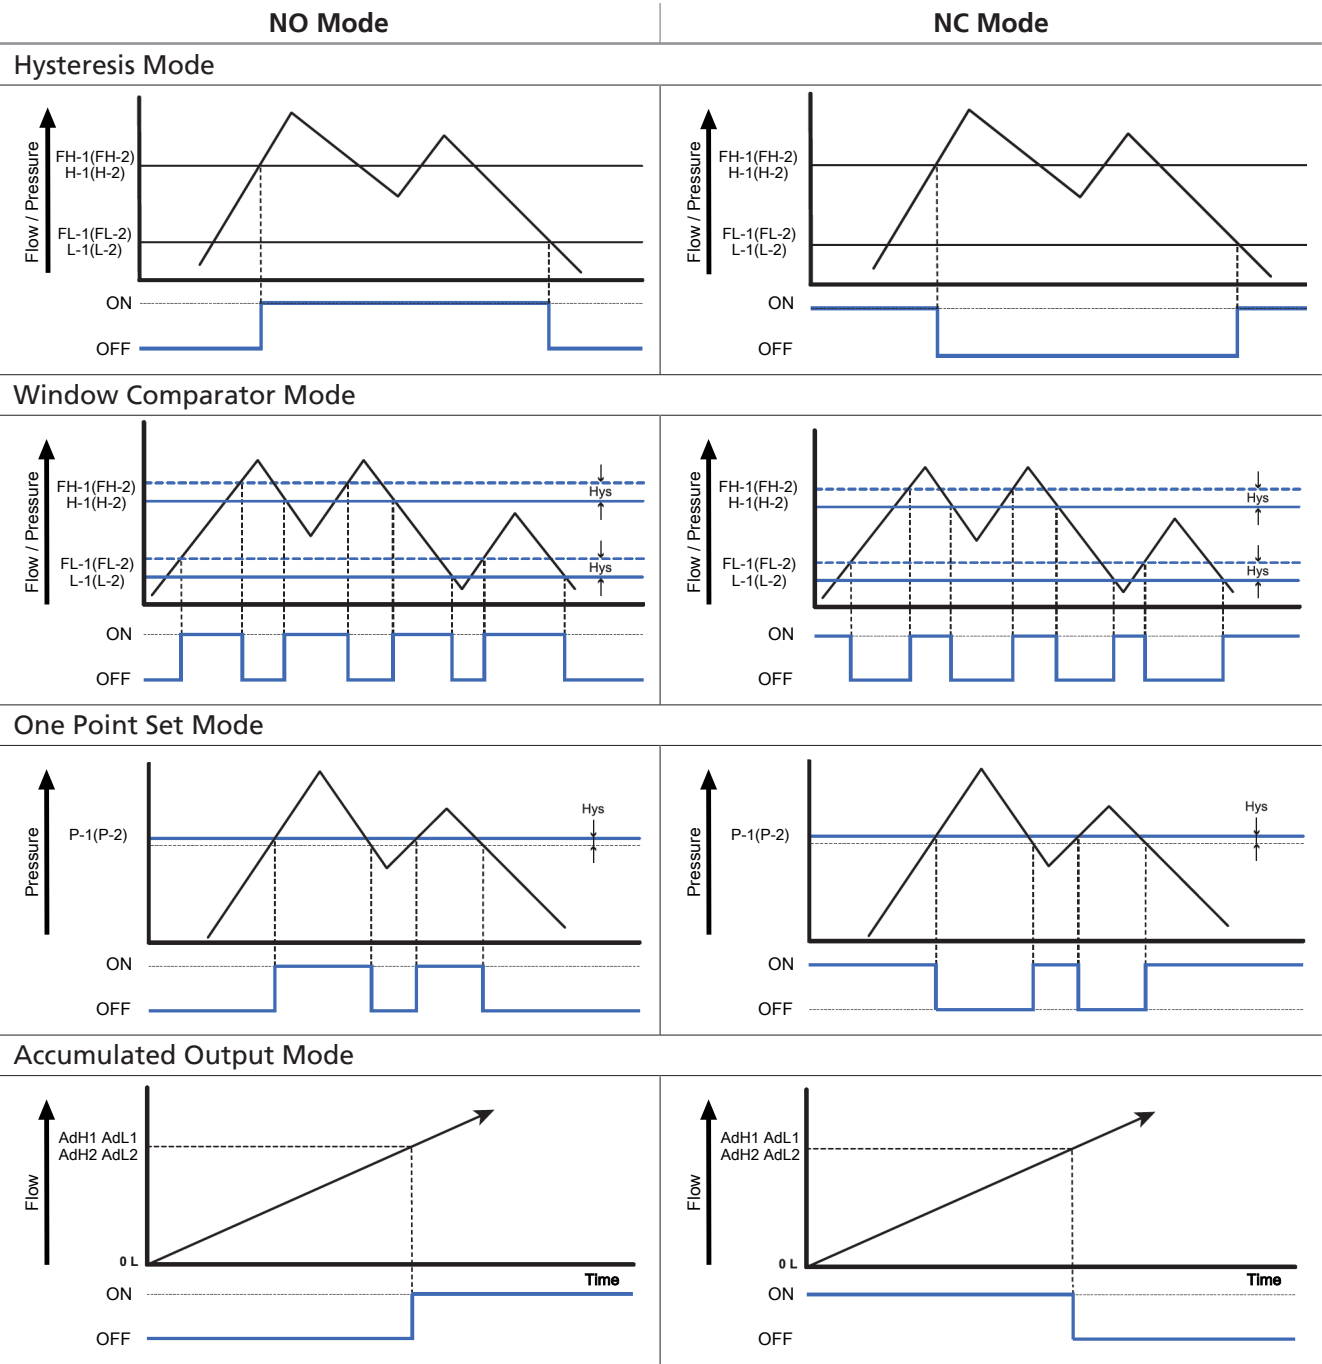 NO Mode
NC Mode
Hysteresis Mode
Flow / Pressure
FH-1(FH-2)
H-1(H-2)
FL-1(FL-2)
L-1(L-2)
ON
OFF
Flow / Pressure
FH-1(FH-2)
H-1(H-2)
FL-1(FL-2)
L-1(L-2)
ON
OFF
Window Comparator Mode
Flow / Pressure
FH-1(FH-2)
H-1(H-2)
Hys
FL-1(FL-2)
L-1(L-2)
Hys
ON
OFF
Flow / Pressure
FH-1(FH-2)
H-1(H-2)
Hys
FL-1(FL-2)
L-1(L-2)
Hys
ON
OFF
One Point Set Mode
Pressure
P-1(P-2)
Hys
ON
OFF
Pressure
P-1(P-2)
Hys
ON
OFF
Accumulated Output Mode
Flow
AdH1 AdL1
AdH2 AdL2
0 L
Time
ON
OFF
Flow
AdH1 AdL1
AdH2 AdL2
0 L
Time
ON
OFF